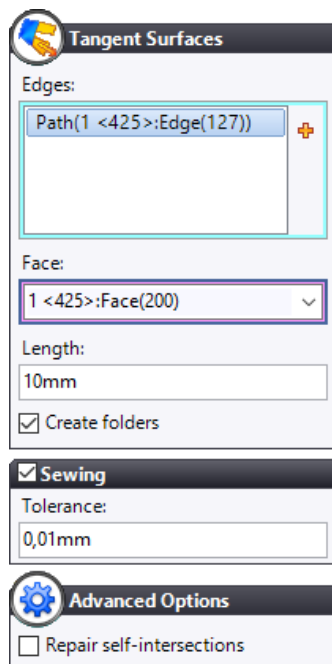 Tangent Surfaces
Edges:
Path(1 <425>:Edge(127))
Face:
1 <425>:Face(200)
Length:
10mm
Create folders
Sewing
Tolerance:
0,01mm
Advanced Options
Repair self-intersections